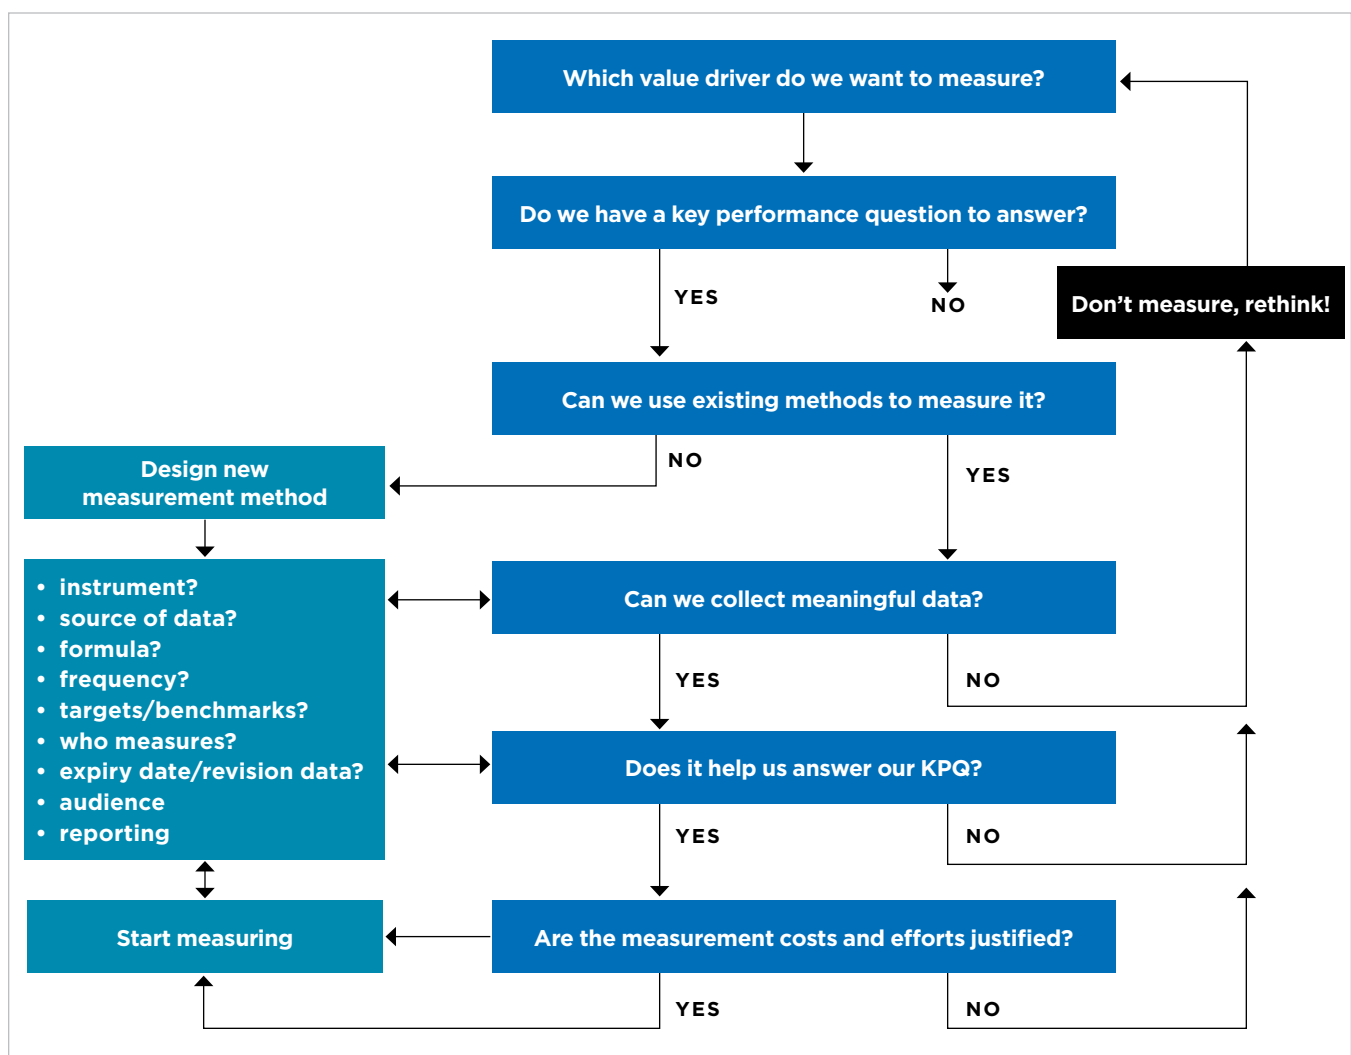 Which value driver do we want to measure?
Do we have a key performance question to answer?
YES
NO
Don’t measure, rethink!
Can we use existing methods to measure it?
NO
YES
Design new
measurement method
• instrument?
• source of data?
• formula?
• frequency?
• targets/benchmarks?
• who measures?
• expiry date/revision data?
• audience
• reporting
Can we collect meaningful data?
YES
NO
Does it help us answer our KPQ?
YES
NO
Start measuring
Are the measurement costs and efforts justified?
YES
NO